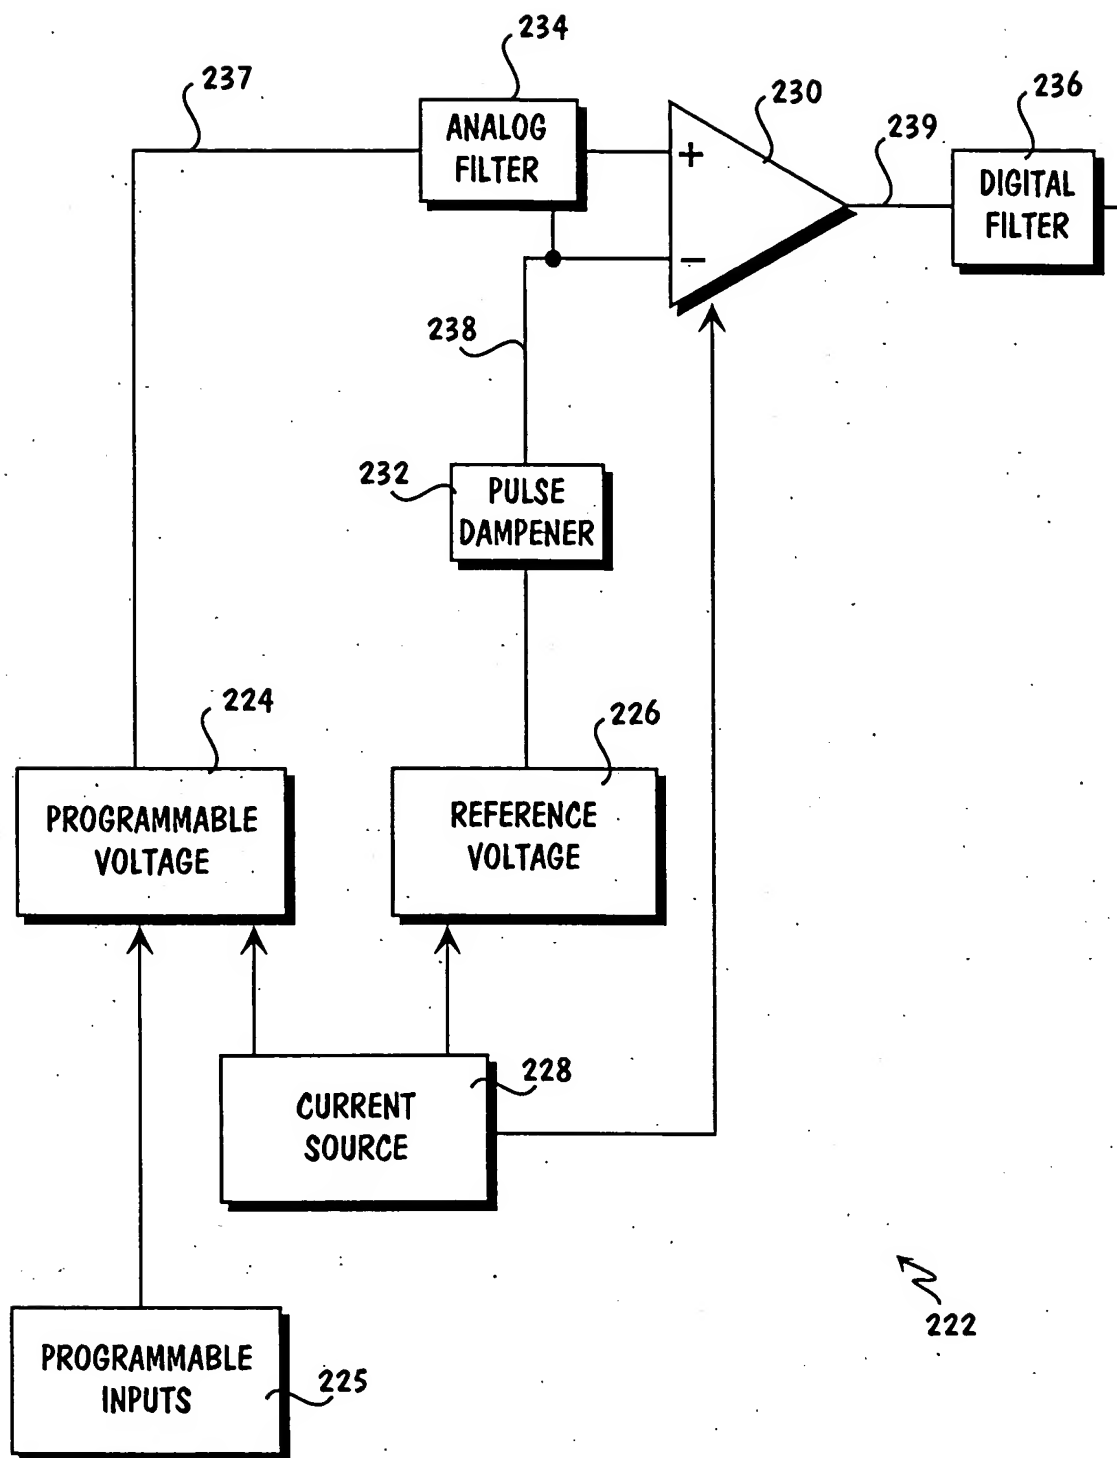 234
237
230
236
ANALOG
FILTER
239
+
DIGITAL
FILTER
−
238
232
PULSE
DAMPENER
224
226
PROGRAMMABLE
VOLTAGE
REFERENCE
VOLTAGE
228
CURRENT
SOURCE
222
PROGRAMMABLE
INPUTS
225